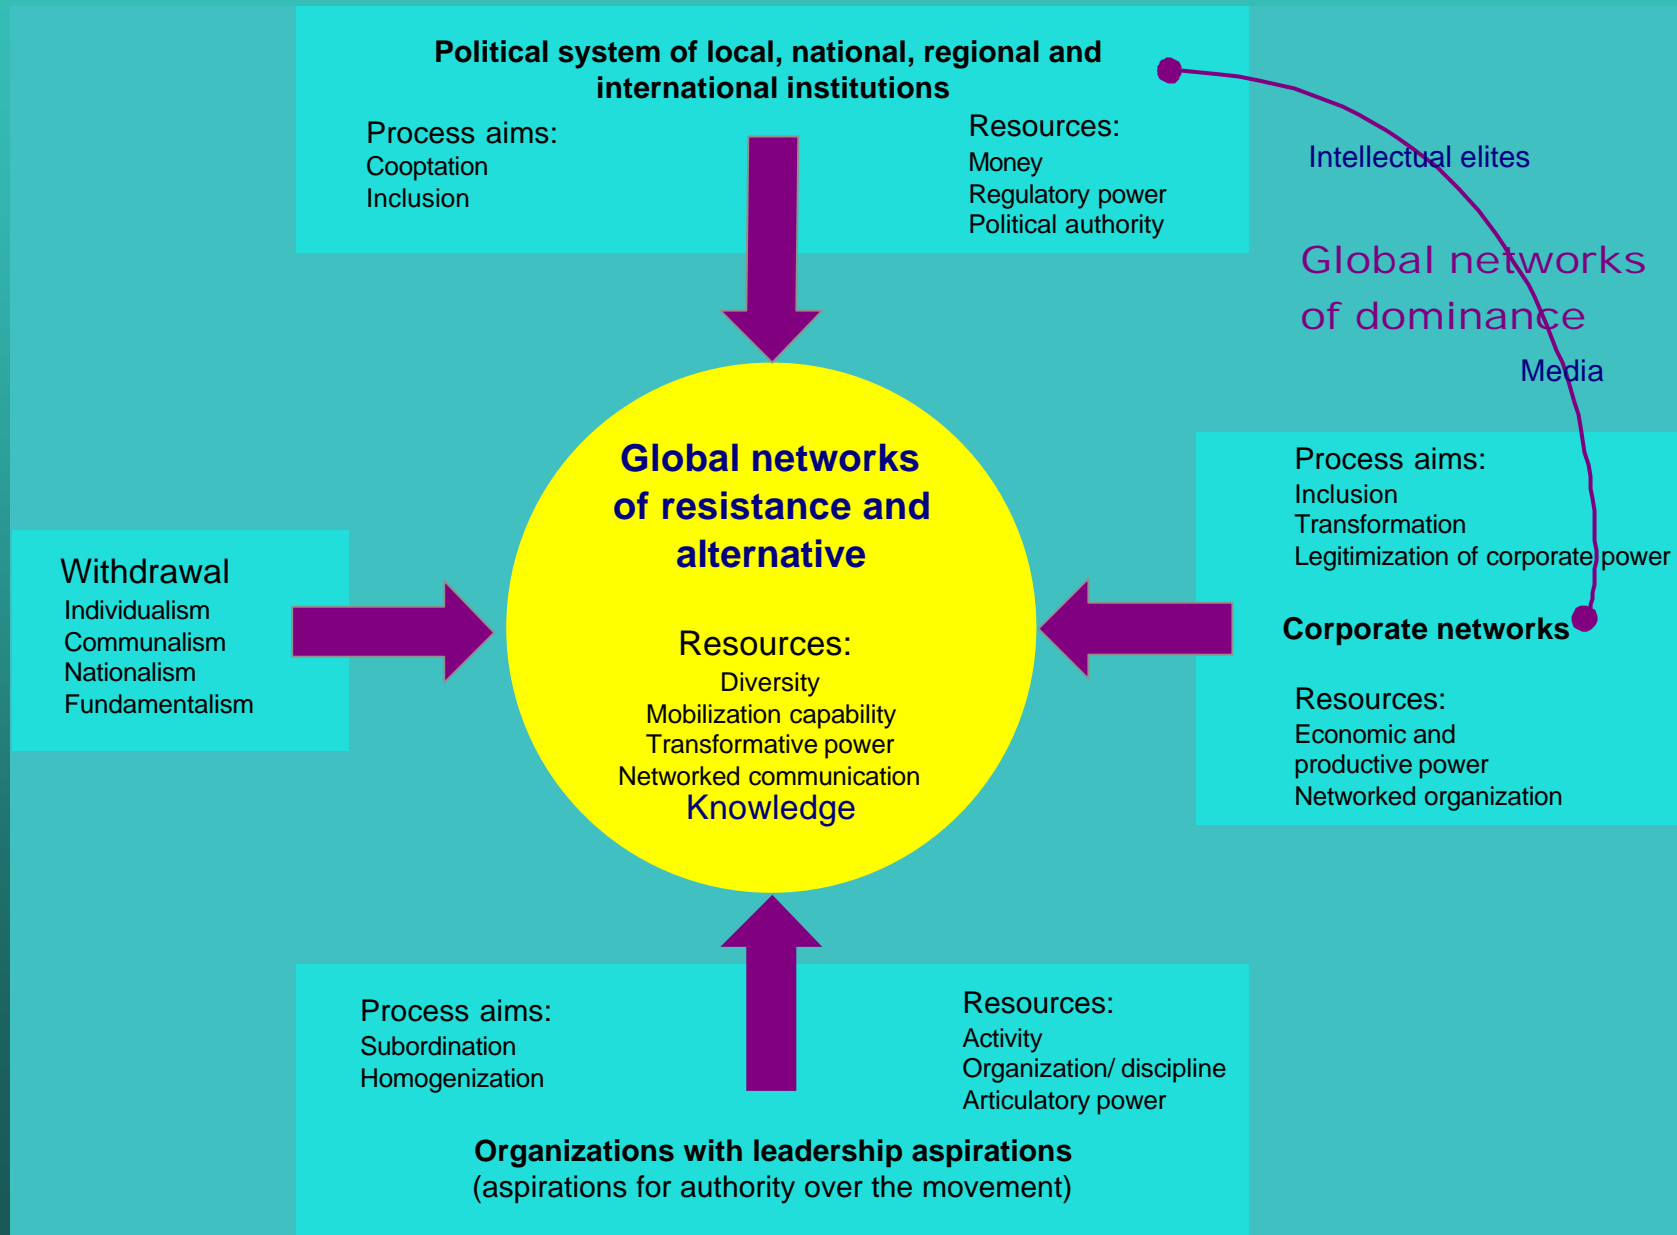 Political system of local, national, regional and
international institutions
Process aims:
Cooptation
Inclusion
Resources:
Money
Regulatory power
Political authority
Intellectual elites
Global networks
of dominance
Media
Global networks
of resistance and
alternative
Resources:
Diversity
Mobilization capability
Transformative power
Networked communication
Knowledge
Withdrawal
Individualism
Communalism
Nationalism
Fundamentalism
Process aims:
Inclusion
Transformation
Legitimization of corporate power
Corporate networks
Resources:
Economic and
productive power
Networked organization
Process aims:
Subordination
Homogenization
Resources:
Activity
Organization/ discipline
Articulatory power
Organizations with leadership aspirations
(aspirations for authority over the movement)